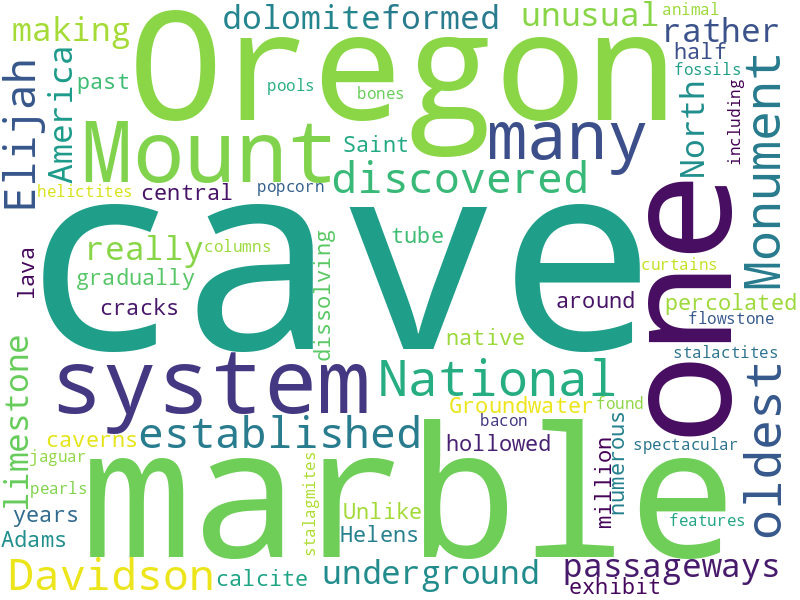 making
dolomiteformed
unusual
animal
Oregon
rather
half
fossils
past
pools
bones
Elijah
America
Mount
many
Saint
discovered
North
including
Monument
helictites
central
popcorn
cave
one
really
columns
tube
gradually
lava
cracks
dissolving
curtains
around
percolated
flowstone
native
stalactites
system
National
limestone
oldest
Groundwater
found
bacon
established
hollowed
caverns
spectacular
jaguar
marble
million
numerous
pearls
stalagmites
years
Unlike
features
Adams
Helens
Davidson
calcite
underground
passageways
exhibit